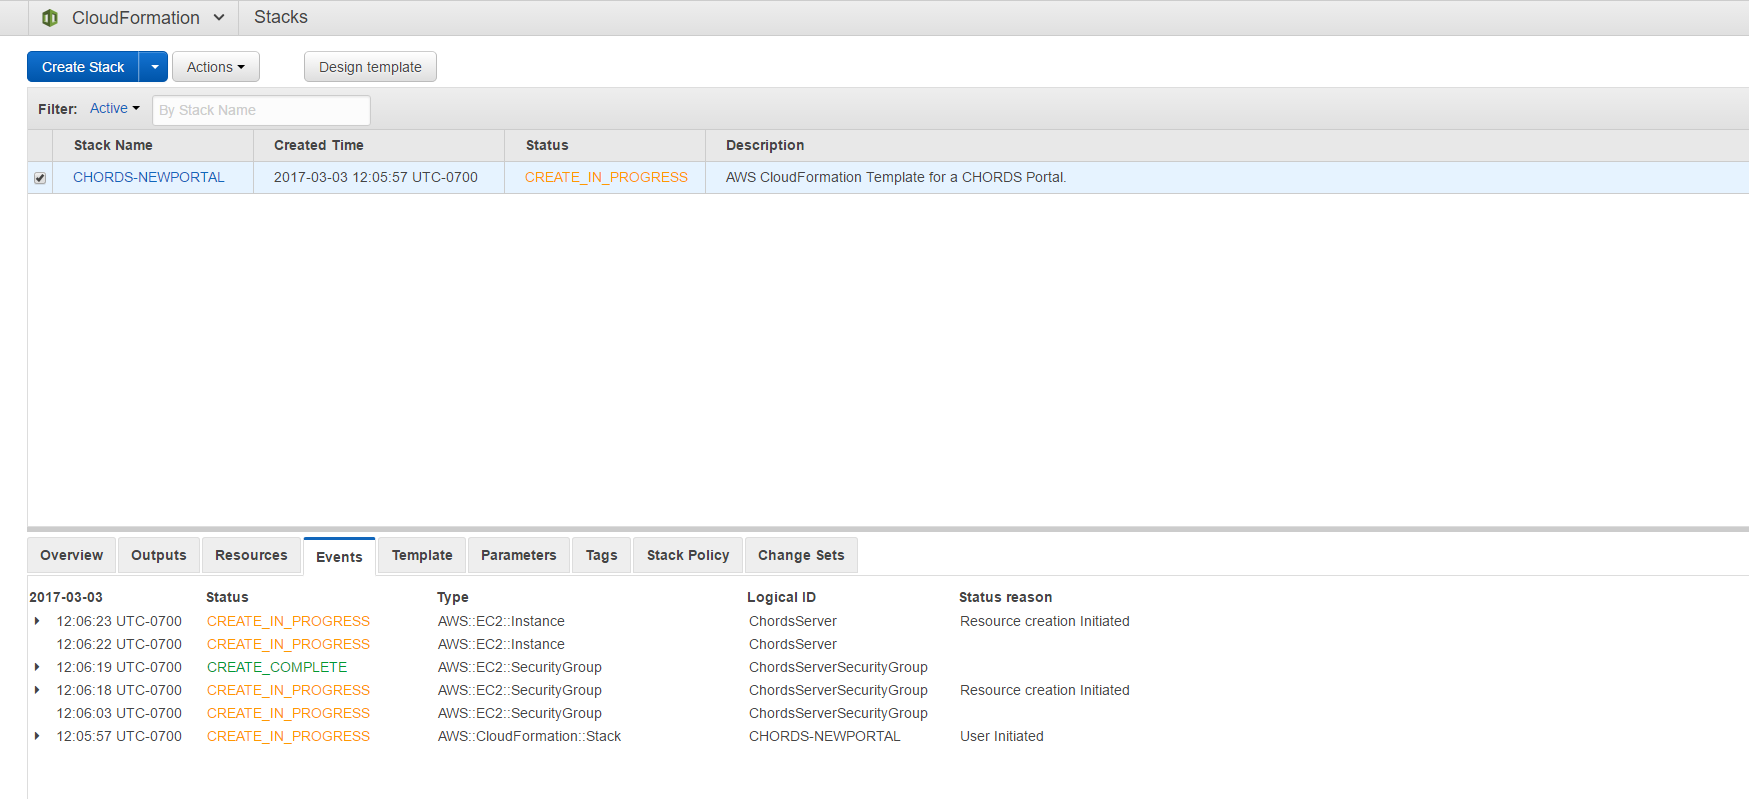 CloudFormation Stacks
Create Stack Actions Design template
Filter: Active By Stack Name
Stack Name Created Time Status Description
CHORDS-NEWPORTAL 2017-03-03 12:05:57 UTC-0700 CREATE_IN_PROGRESS AWS CloudFormation Template for a CHORDS Portal.
Overview Outputs Resources Events Template Parameters Tags Stack Policy Change Sets
2017-03-03 Status Type Logical ID Status reason
12:06:23 UTC-0700 CREATE_IN_PROGRESS AWS::EC2::Instance ChordsServer Resource creation Initiated
12:06:22 UTC-0700 CREATE_IN_PROGRESS AWS::EC2::Instance ChordsServer
12:06:19 UTC-0700 CREATE_COMPLETE AWS::EC2::SecurityGroup ChordsServerSecurityGroup
12:06:18 UTC-0700 CREATE_IN_PROGRESS AWS::EC2::SecurityGroup ChordsServerSecurityGroup Resource creation Initiated
12:06:03 UTC-0700 CREATE_IN_PROGRESS AWS::EC2::SecurityGroup ChordsServerSecurityGroup
12:05:57 UTC-0700 CREATE_IN_PROGRESS AWS::CloudFormation::Stack CHORDS-NEWPORTAL User Initiated